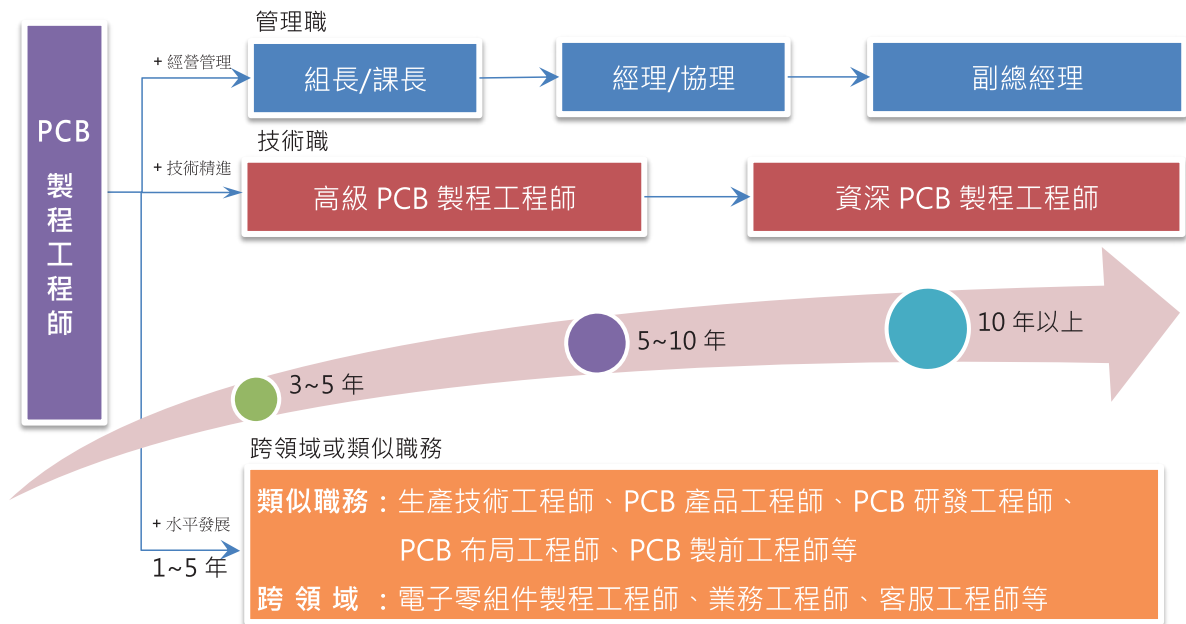 PCB
製
程
工
程
師
管理職
+ 經營管理
組長/課長
經理/協理
副總經理
技術職
+ 技術精進
高級 PCB 製程工程師
資深 PCB 製程工程師
3~5 年
5~10 年
10 年以上
跨領域或類似職務
+ 水平發展
1~5 年
類似職務：生產技術工程師、PCB 產品工程師、PCB 研發工程師、
PCB 布局工程師、PCB 製前工程師等
跨 領 域 ：電子零組件製程工程師、業務工程師、客服工程師等